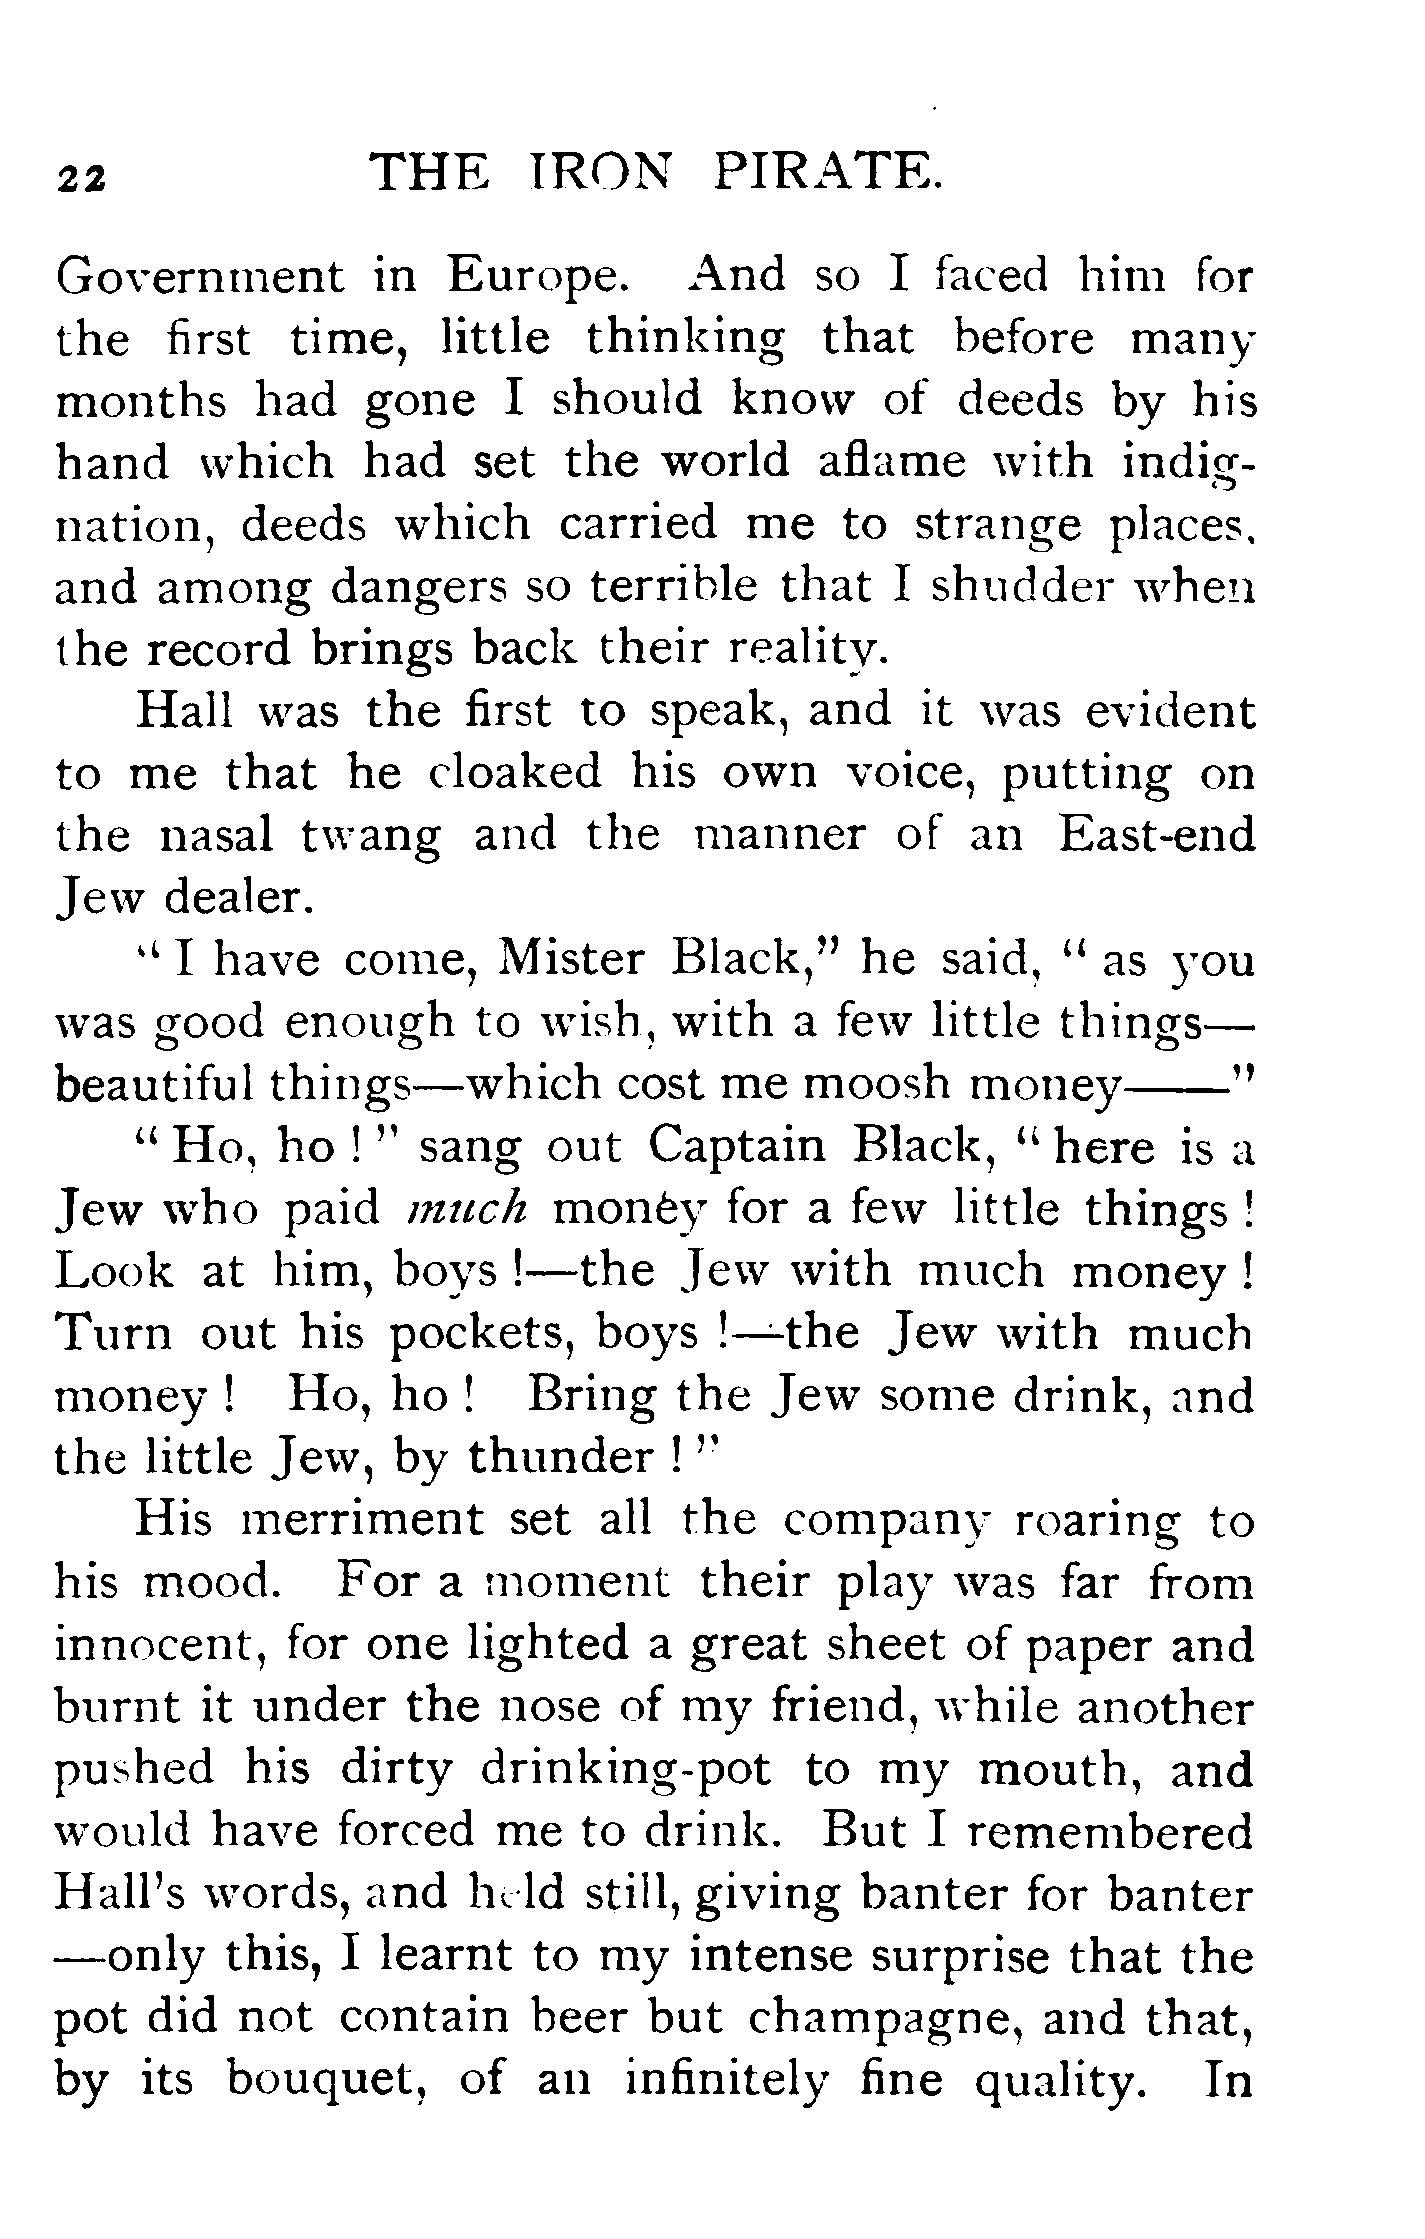 22 THE IRON PIRATE.
Government in Europe. And so I faced him for
the first time, little thinking that before many
months had gone I should know of deeds by his
hand which had set the world aflame with indig-
nation, deeds which carried me to strange places,
and among dangers so terrible that I shudder when
the record brings back their reality.
Hall was the first to speak, and it was evident
to me that he cloaked his own voice, putting on
the nasal twang and the manner of an East-end
Jew dealer.
"I have come, Mister Black," he said, "as you
was good enough to wish, with a few little things—
beautiful things—which cost me moosh money——"
"Ho, ho!" sang out Captain Black, "here is a
Jew who paid much money for a few little things!
Look at him, boys!—the Jew with much money!
Turn out his pockets, boys!—the Jew with much
money! Ho, ho! Bring the Jew some drink, and
the little Jew, by thunder!"
His merriment set all the company roaring to
his mood. For a moment their play was far from
innocent, for one lighted a great sheet of paper and
burnt it under the nose of my friend, while another
pushed his dirty drinking-pot to my mouth, and
would have forced me to drink. But I remembered
Hall's words, and held still, giving banter for banter
—only this, I learnt to my intense surprise that the
pot did not contain beer but champagne, and that,
by its bouquet, of an infinitely fine quality. In